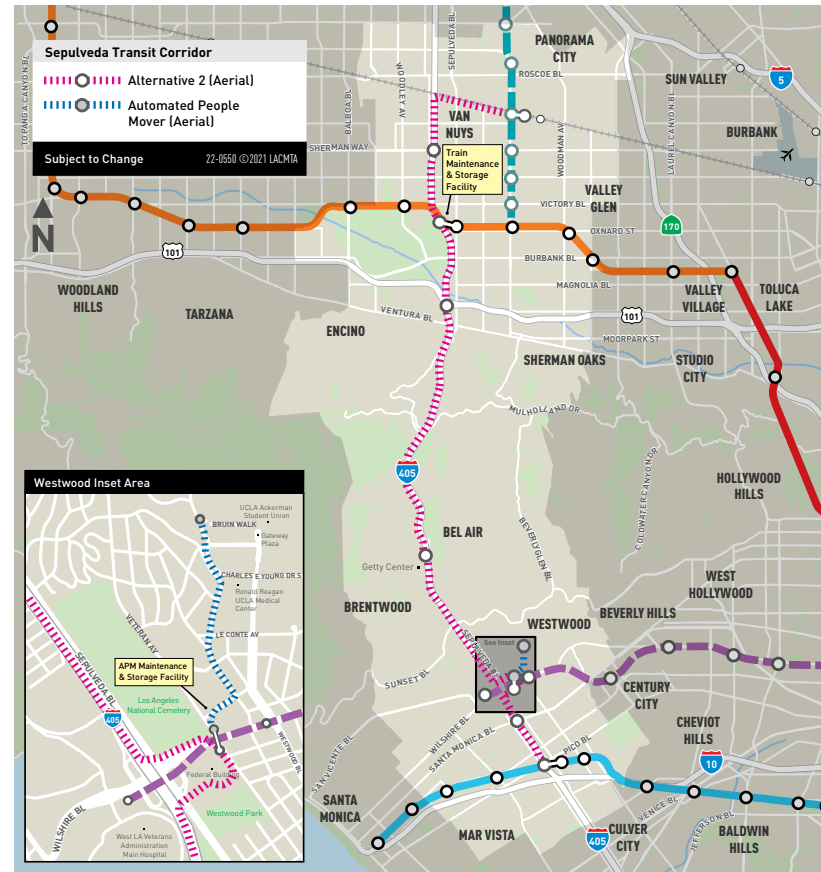 Sepulveda Transit Corridor
Alternative 2 (Aerial)
Automated People
Mover (Aerial)
Subject to Change
22-0550 ©2021 LACMTA
TOPANGA CANYON BL
BALBOA BL
WOODLEY AV
SEPULVEDA BL
PANORAMA
CITY
ROSCOE BL
SUN VALLEY
5
LAUREL CANYON BL
BURBANK
VAN
NUYS
WOODMAN AV
SHERMAN WAY
Train
Maintenance
& Storage
Facility
VALLEY
GLEN
VICTORY BL
OXNARD ST
170
N
101
BURBANK BL
MAGNOLIA BL
WOODLAND
HILLS
TARZANA
VENTURA BL
ENCINO
101
VALLEY
VILLAGE
TOLUCA
LAKE
MOORPARK ST
SHERMAN OAKS
STUDIO
CITY
MULHOLLAND DR
405
COLDWATER CANYON DR
HOLLYWOOD
HILLS
BEL AIR
BEVERLY GLEN BL
Getty Center
BRENTWOOD
WEST
HOLLYWOOD
BEVERLY HILLS
WESTWOOD
SEPULVEDA BL
See Inset
SUNSET BL
CENTURY
CITY
WILSHIRE BL
SANTA MONICA BL
PICO BL
CHEVIOT
HILLS
10
SAN VICENTE BL
SANTA
MONICA
MAR VISTA
405
CULVER
CITY
VENICE BL
JEFFERSON BL
BALDWIN
HILLS
Westwood Inset Area
UCLA Ackerman
Student Union
BRUIN WALK
Gateway
Plaza
CHARLES E YOUNG DR S
Ronald Reagan
UCLA Medical
Center
VETERAN AV
LE CONTE AV
SEPULVEDA BL
APM Maintenance
& Storage Facility
Los Angeles
National Cemetery
405
WESTWOOD BL
Federal Building
WILSHIRE BL
Westwood Park
West LA Veterans
Administration
Main Hospital